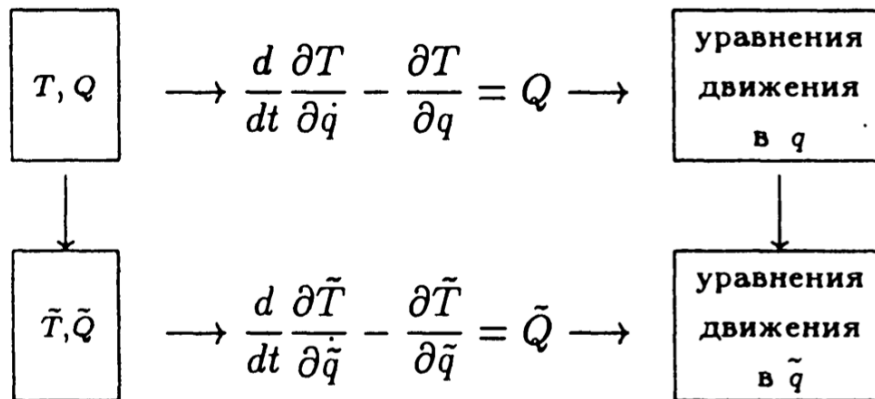 T, Q → d/dt ∂T/∂q̇ − ∂T/∂q = Q → уравнения
движения
в q
T̃,Q̃ → d/dt ∂T̃/∂q̃̇ − ∂T̃/∂q̃ = Q̃ → уравнения
движения
в q̃